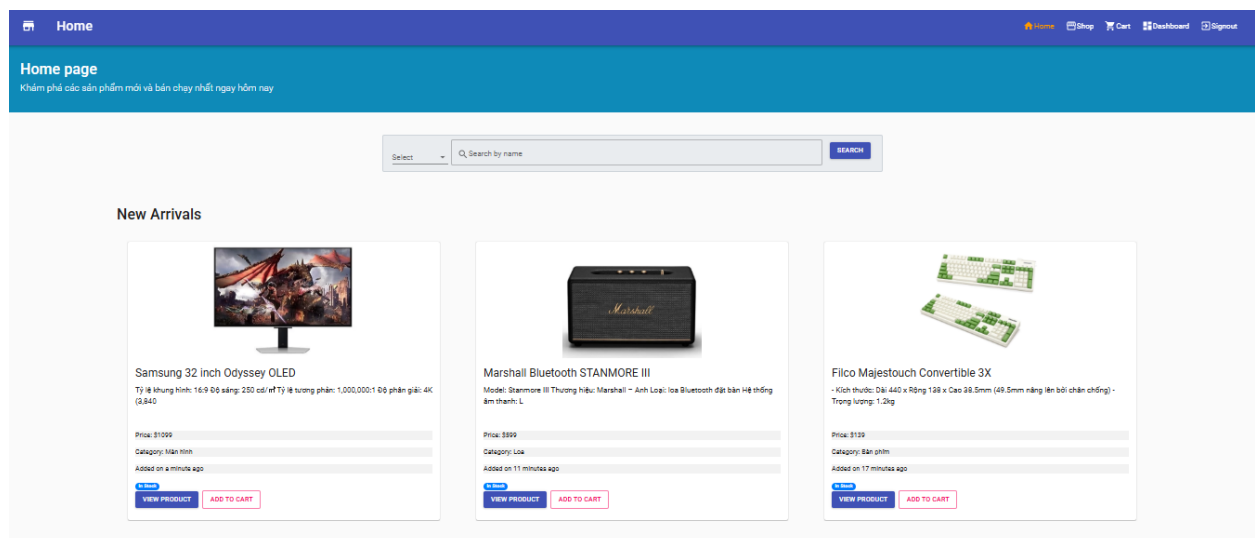 Home
Home Shop Cart Dashboard Signout
Home page
Khám phá các sản phẩm mới và bán chạy nhất ngay hôm nay
Select
Search by name
SEARCH
New Arrivals
Marshall
Samsung 32 inch Odyssey OLED
Tỷ lệ khung hình: 16:9 Độ sáng: 250 cd/㎡ Tỷ lệ tương phản: 1,000,000:1 Độ phân giải: 4K
(3,840
Price: $1099
Category: Màn hình
Added on a minute ago
In Stock
VIEW PRODUCT ADD TO CART
Marshall Bluetooth STANMORE III
Model: Stanmore III Thương hiệu: Marshall – Anh Loại: loa Bluetooth đặt bàn Hệ thống
âm thanh: L
Price: $899
Category: Loa
Added on 11 minutes ago
In Stock
VIEW PRODUCT ADD TO CART
Filco Majestouch Convertible 3X
- Kích thước: Dài 440 x Rộng 138 x Cao 38.5mm (49.5mm nâng lên bởi chân chống) -
Trọng lượng: 1.2kg
Price: $139
Category: Bàn phím
Added on 17 minutes ago
In Stock
VIEW PRODUCT ADD TO CART